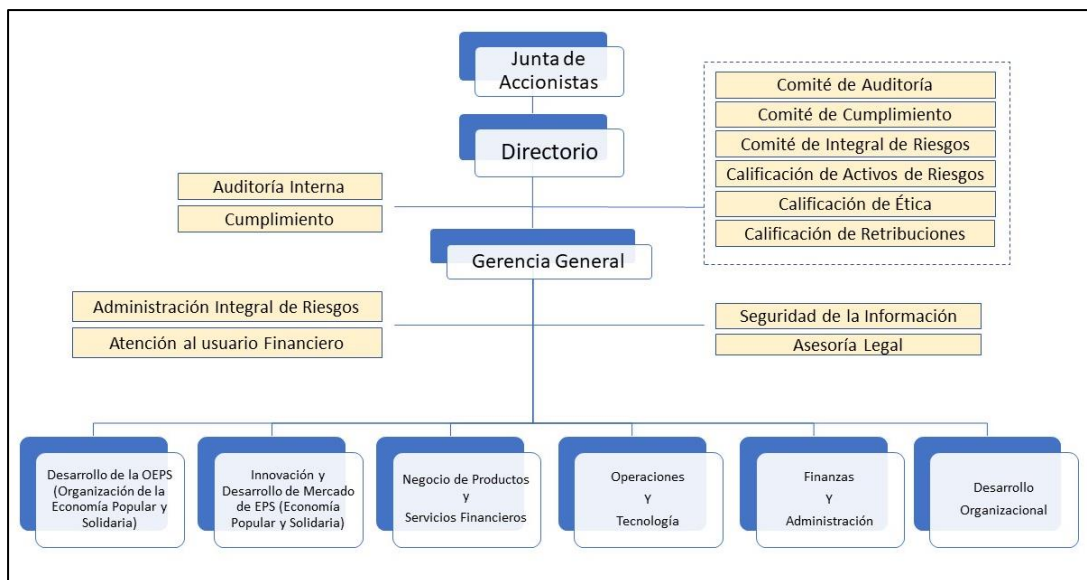 Junta de
Accionistas
Directorio
Comité de Auditoría
Comité de Cumplimiento
Comité de Integral de Riesgos
Calificación de Activos de Riesgos
Calificación de Ética
Calificación de Retribuciones
Auditoría Interna
Cumplimiento
Gerencia General
Administración Integral de Riesgos
Atención al usuario Financiero
Seguridad de la Información
Asesoría Legal
Desarrollo de la OEPS
(Organización de la
Economía Popular y
Solidaria)
Innovación y
Desarrollo de Mercado
de EPS (Economía
Popular y Solidaria)
Negocio de Productos
y
Servicios Financieros
Operaciones
y
Tecnología
Finanzas
y
Administración
Desarrollo
Organizacional